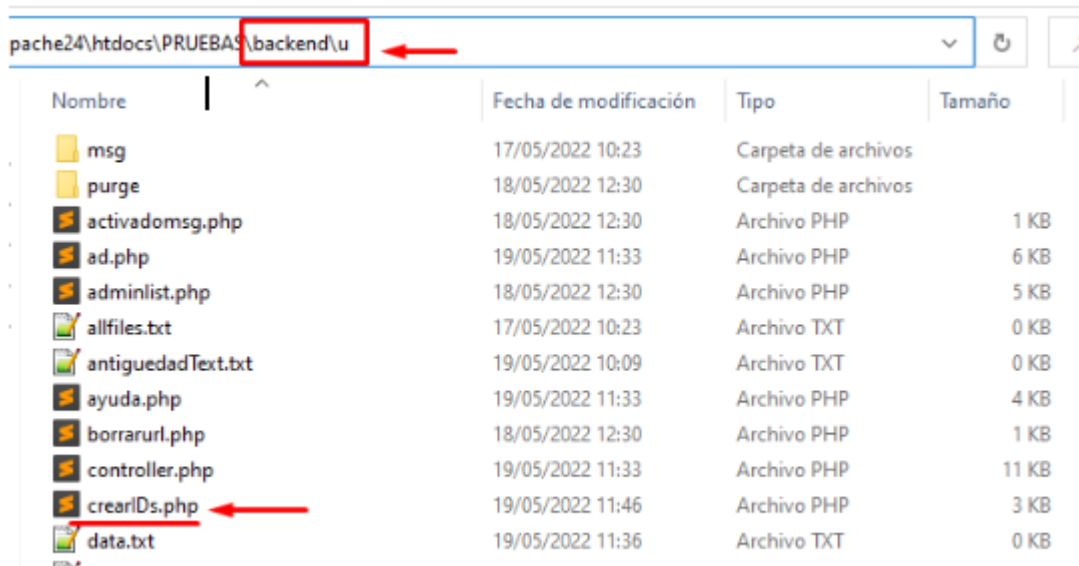 pache24\htdocs\PRUEBAS\backend\u
Nombre Fecha de modificación Tipo Tamaño
msg 17/05/2022 10:23 Carpeta de archivos
purge 18/05/2022 12:30 Carpeta de archivos
activadomsg.php 18/05/2022 12:30 Archivo PHP 1 KB
ad.php 19/05/2022 11:33 Archivo PHP 6 KB
adminlist.php 18/05/2022 12:30 Archivo PHP 5 KB
allfiles.txt 17/05/2022 10:23 Archivo TXT 0 KB
antiguedadText.txt 19/05/2022 10:09 Archivo TXT 0 KB
ayuda.php 19/05/2022 11:33 Archivo PHP 4 KB
borrarurl.php 18/05/2022 12:30 Archivo PHP 1 KB
controller.php 19/05/2022 11:33 Archivo PHP 11 KB
crearIDs.php 19/05/2022 11:46 Archivo PHP 3 KB
data.txt 19/05/2022 11:36 Archivo TXT 0 KB